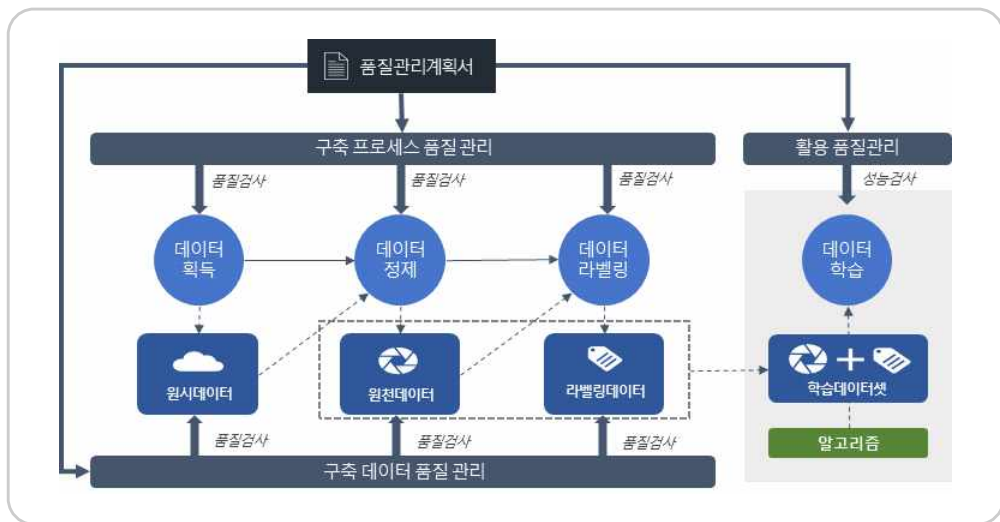 품질관리계획서
구축 프로세스 품질 관리
활용 품질관리
품질검사
품질검사
품질검사
성능검사
데이터
획득
데이터
정제
데이터
라벨링
데이터
학습
원시데이터
원천데이터
라벨링데이터
학습데이터셋
품질검사
품질검사
품질검사
알고리즘
구축 데이터 품질 관리